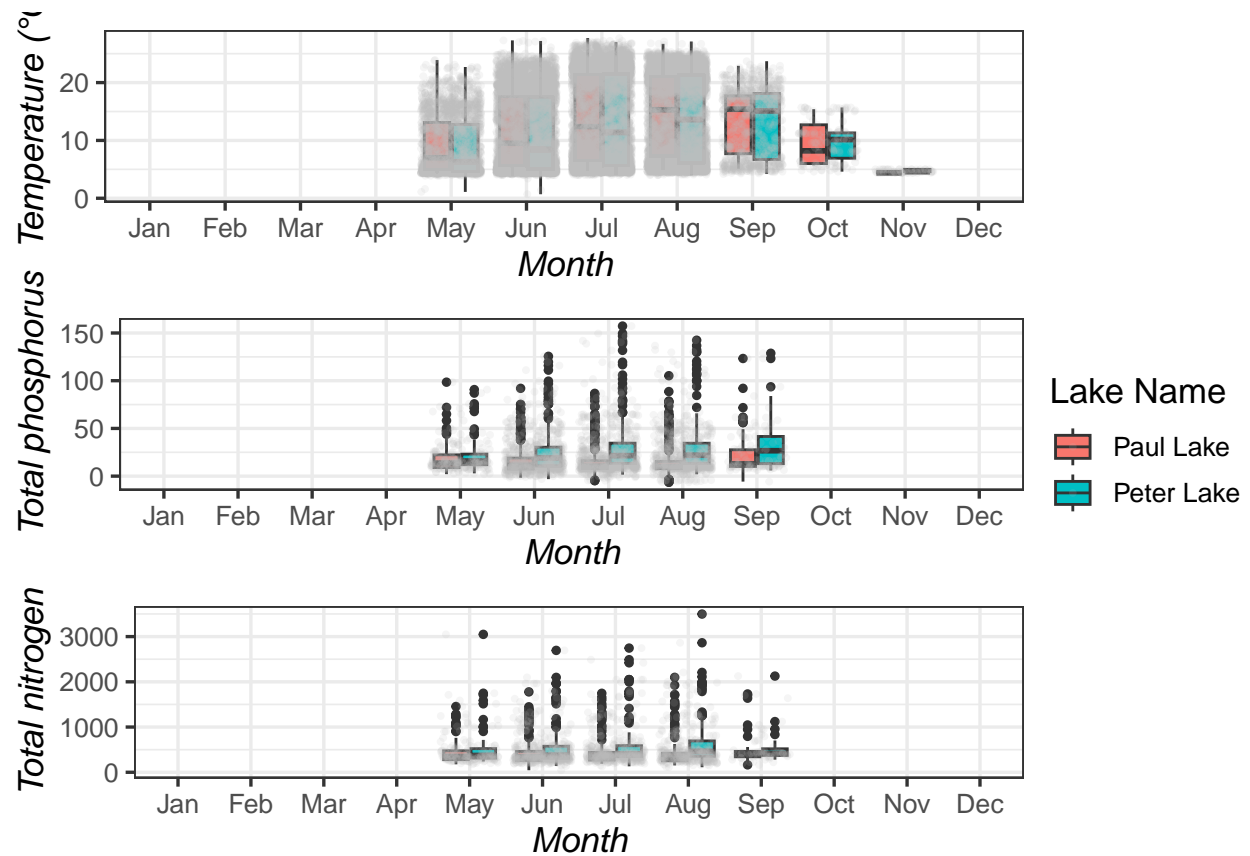 Temperature (°
20
10
0
Jan Feb Mar Apr May Jun Jul Aug Sep Oct Nov Dec
Month
Total phosphorus
150
100
50
0
Jan Feb Mar Apr May Jun Jul Aug Sep Oct Nov Dec
Month
Lake Name
Paul Lake
Peter Lake
Total nitrogen
3000
2000
1000
0
Jan Feb Mar Apr May Jun Jul Aug Sep Oct Nov Dec
Month